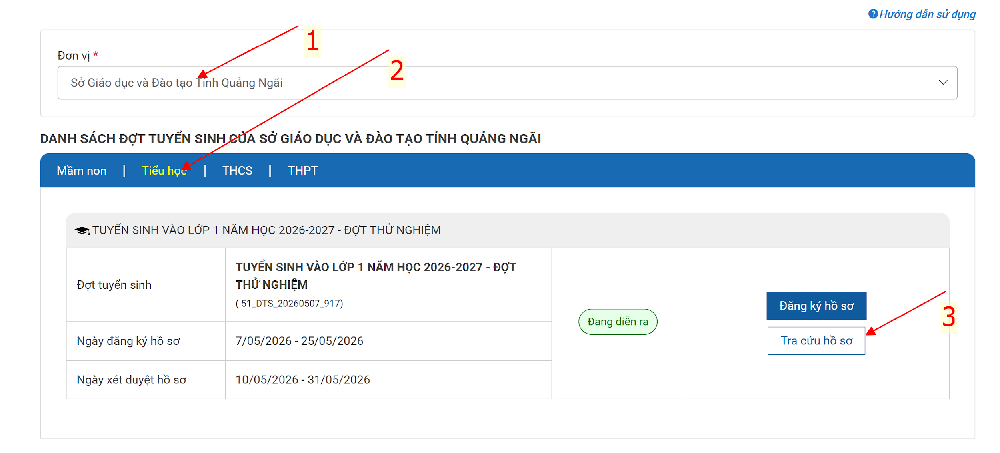 Hướng dẫn sử dụng
1
Đơn vị *
2
Sở Giáo dục và Đào tạo Tỉnh Quảng Ngãi
DANH SÁCH ĐỢT TUYỂN SINH CỦA SỞ GIÁO DỤC VÀ ĐÀO TẠO TỈNH QUẢNG NGÃI
Mầm non | Tiểu học | THCS | THPT
TUYỂN SINH VÀO LỚP 1 NĂM HỌC 2026-2027 - ĐỢT THỬ NGHIỆM
Đợt tuyển sinh
TUYỂN SINH VÀO LỚP 1 NĂM HỌC 2026-2027 - ĐỢT
THỬ NGHIỆM
( 51_DTS_20260507_917)
Đang diễn ra
Đăng ký hồ sơ
3
Tra cứu hồ sơ
Ngày đăng ký hồ sơ
7/05/2026 - 25/05/2026
Ngày xét duyệt hồ sơ
10/05/2026 - 31/05/2026